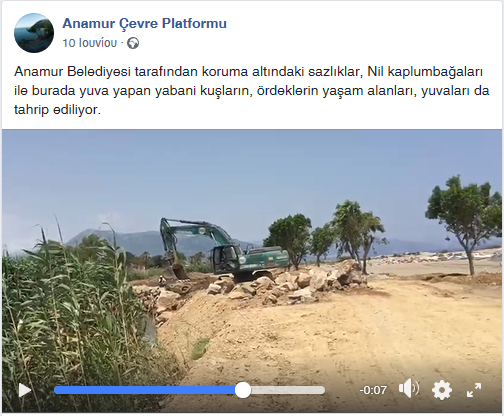 Anamur Çevre Platformu
10 Ιουνίου ·
Anamur Belediyesi tarafından koruma altındaki sazlıklar, Nil kaplumbağaları
ile burada yuva yapan yabani kuşların, ördeklerin yaşam alanları, yuvaları da
tahrip ediliyor.
-0:07